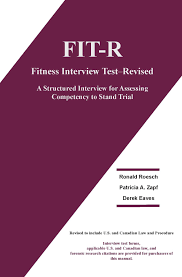 FIT-R
Fitness Interview Test–Revised
A Structured Interview for Assessing
Competency to Stand Trial
Ronald Roesch
Patricia A. Zapf
Derek Eaves
Revised to include U.S. and Canadian Law and Procedure
Interview test forms,
applicable U.S. and Canadian law, and
forensic research citations are provided for purchasers of
this manual.